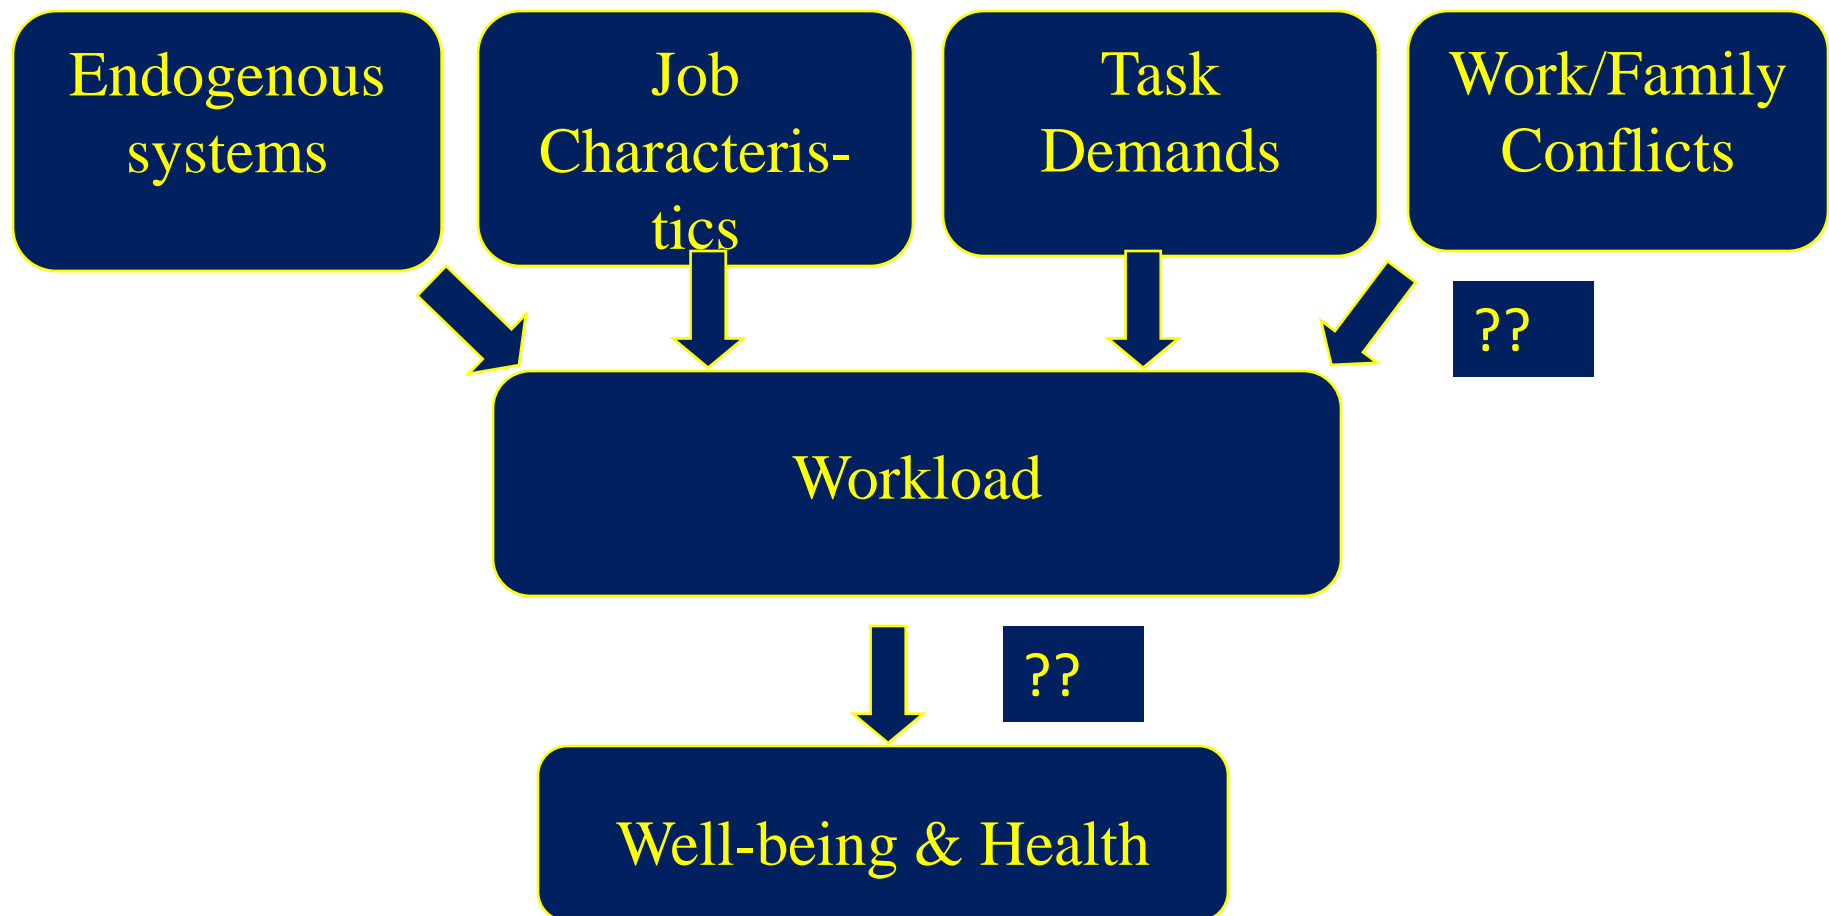 Endogenous
systems
Job
Characteris-
tics
Task
Demands
Work/Family
Conflicts
??
Workload
??
Well-being & Health